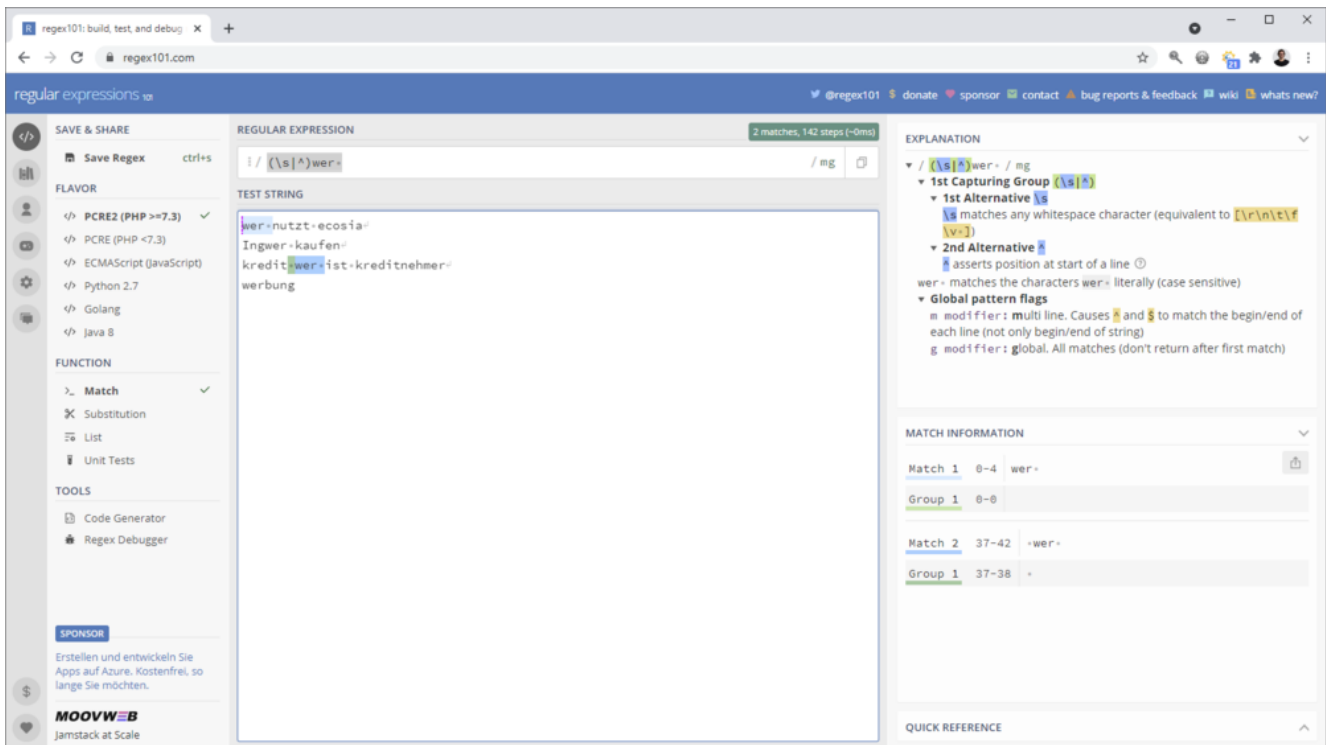 regex101: build, test, and debug
regex101.com
21
regular expressions 101
@regex101 $ donate sponsor contact bug reports & feedback wiki whats new?
SAVE & SHARE
Save Regex ctrl+s
FLAVOR
</> PCRE2 (PHP >=7.3)
</> PCRE (PHP <7.3)
</> ECMAScript (JavaScript)
</> Python 2.7
</> Golang
</> Java 8
FUNCTION
>_ Match
Substitution
List
Unit Tests
TOOLS
Code Generator
Regex Debugger
SPONSOR
Erstellen und entwickeln Sie
Apps auf Azure. Kostenfrei, so
lange Sie möchten.
MOOVWEB
Jamstack at Scale
REGULAR EXPRESSION
2 matches, 142 steps (~0ms)
/ (\s|^)wer· / mg
TEST STRING
wer·nutzt·ecosia↵
Ingwer·kaufen↵
kredit·wer·ist·kreditnehmer↵
werbung
EXPLANATION
/ (\s|^)wer· / mg
1st Capturing Group (\s|^)
1st Alternative \s
\s matches any whitespace character (equivalent to [\r\n\t\f
\v·])
2nd Alternative ^
^ asserts position at start of a line
wer· matches the characters wer· literally (case sensitive)
Global pattern flags
m modifier: multi line. Causes ^ and $ to match the begin/end of
each line (not only begin/end of string)
g modifier: global. All matches (don't return after first match)
MATCH INFORMATION
Match 1 0-4 wer·
Group 1 0-0
Match 2 37-42 ·wer·
Group 1 37-38 ·
QUICK REFERENCE